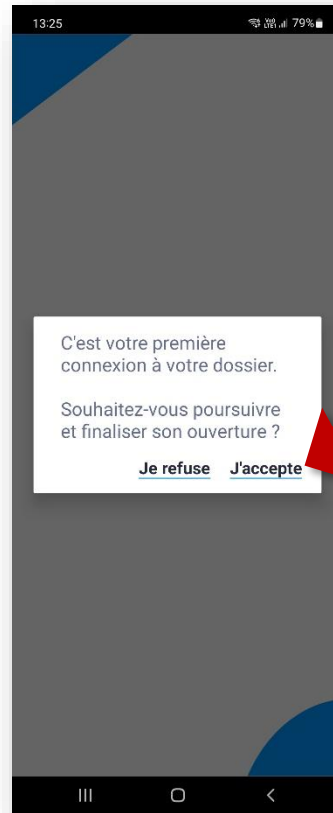 13:25
79%
C'est votre première
connexion à votre dossier.
Souhaitez-vous poursuivre
et finaliser son ouverture ?
Je refuse J'accepte